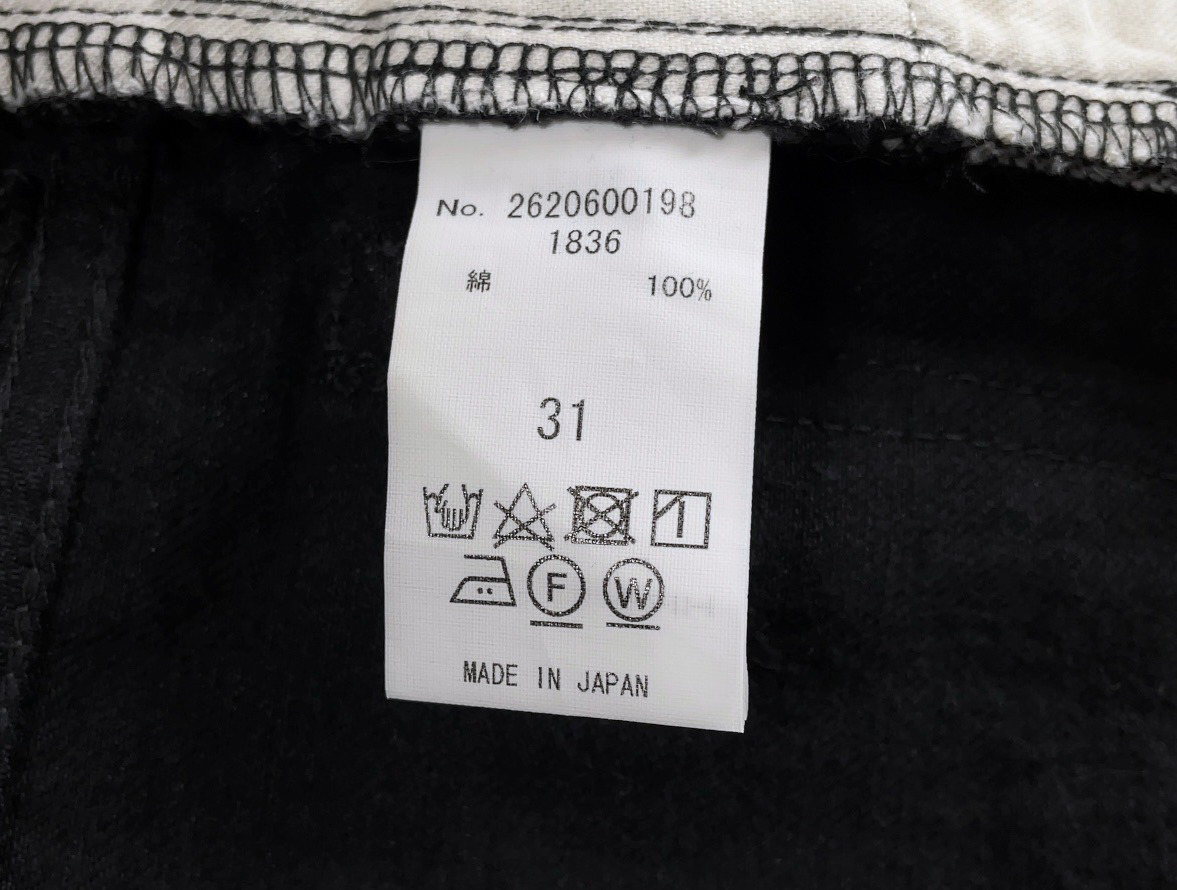 No. 2620600198
1836
綿 100%
31
F W
MADE IN JAPAN